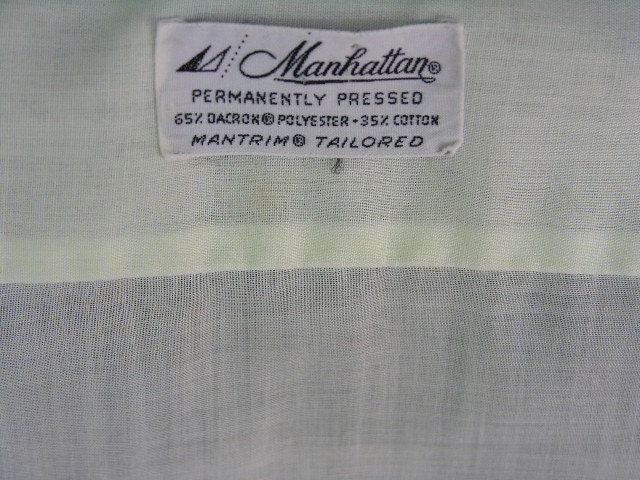 Manhattan®
PERMANENTLY PRESSED
65% DACRON® POLYESTER • 35% COTTON
MANTRIM® TAILORED